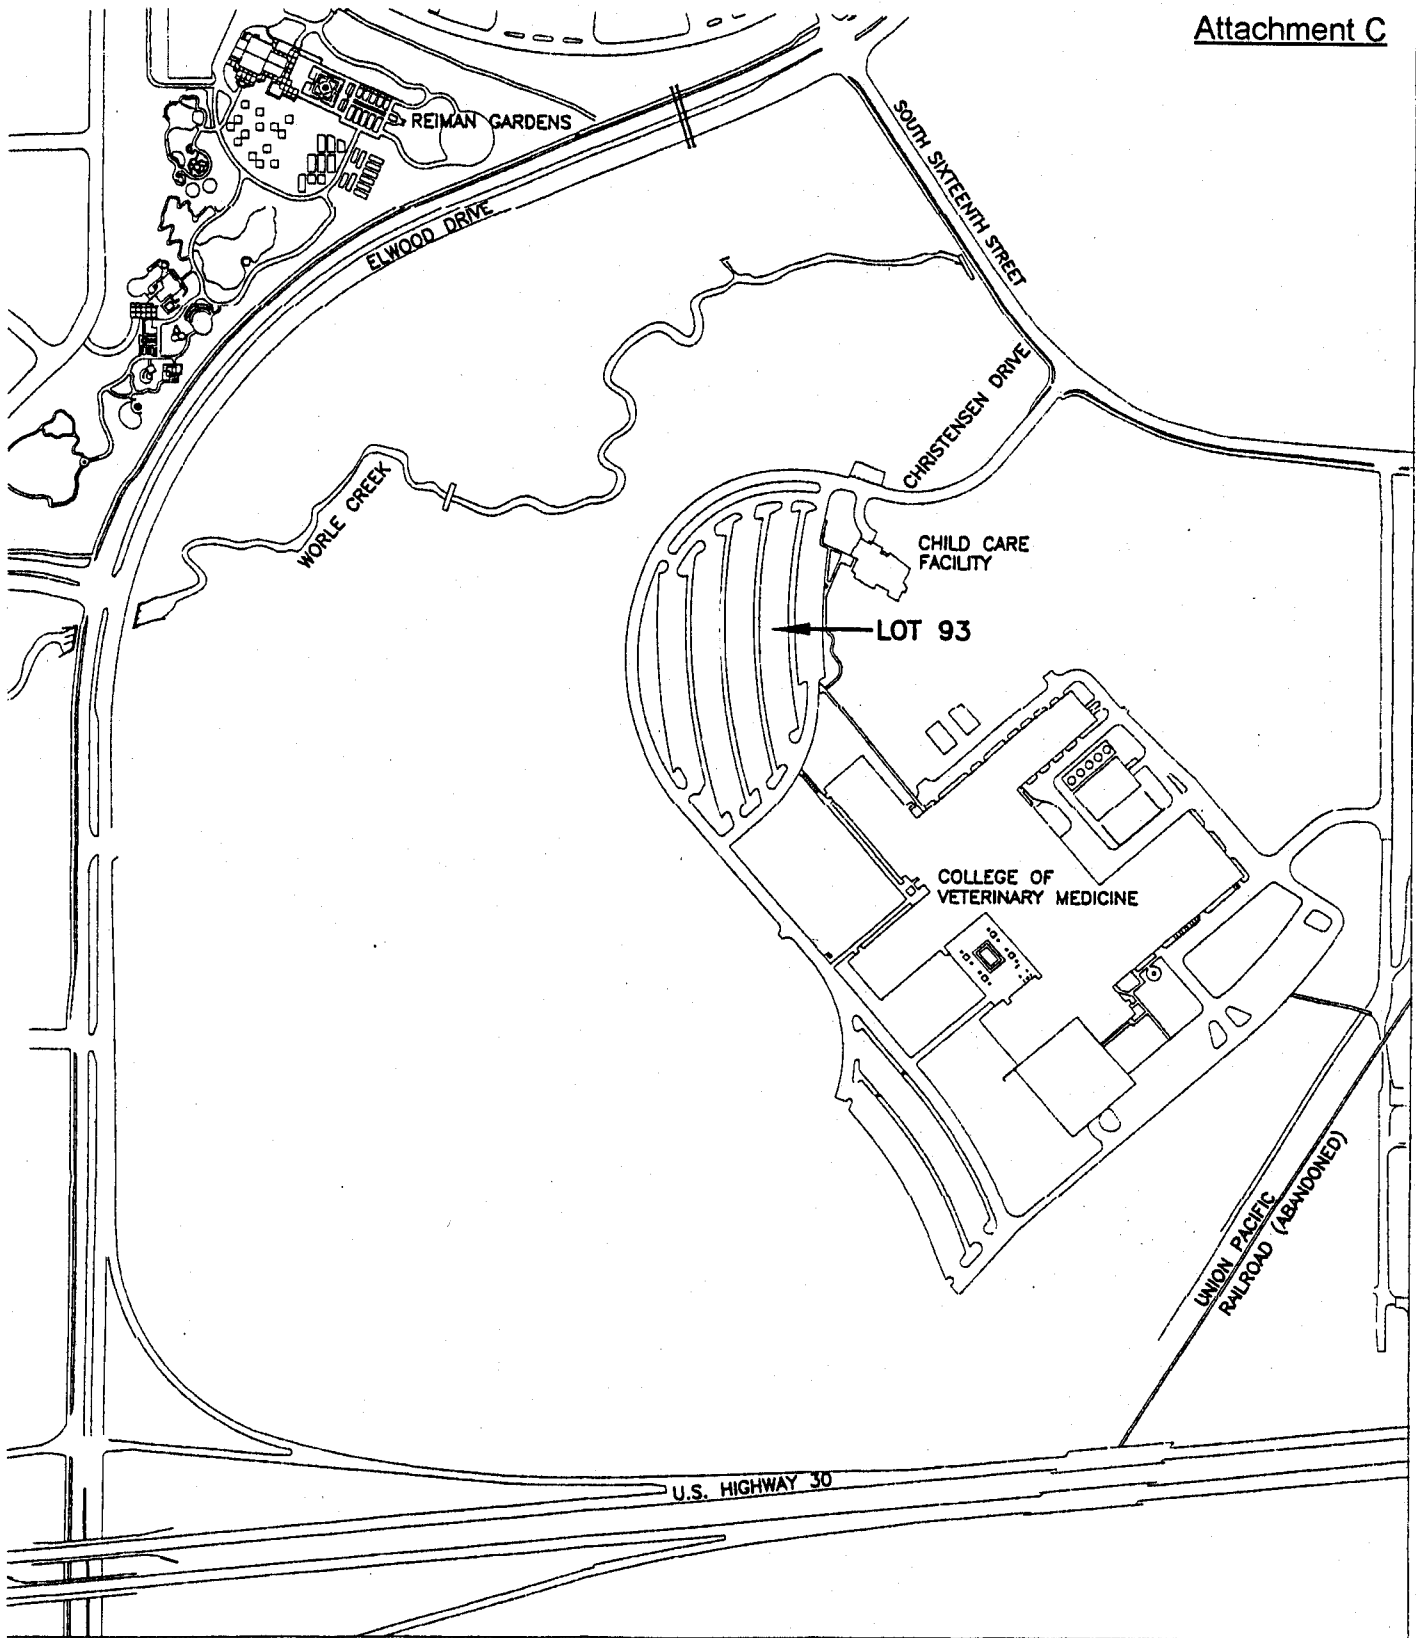 Attachment C
REIMAN GARDENS
SOUTH SIXTEENTH STREET
ELWOOD DRIVE
CHRISTENSEN DRIVE
WORLE CREEK
CHILD CARE
FACILITY
LOT 93
COLLEGE OF
VETERINARY MEDICINE
UNION PACIFIC
RAILROAD (ABANDONED)
U.S. HIGHWAY 30